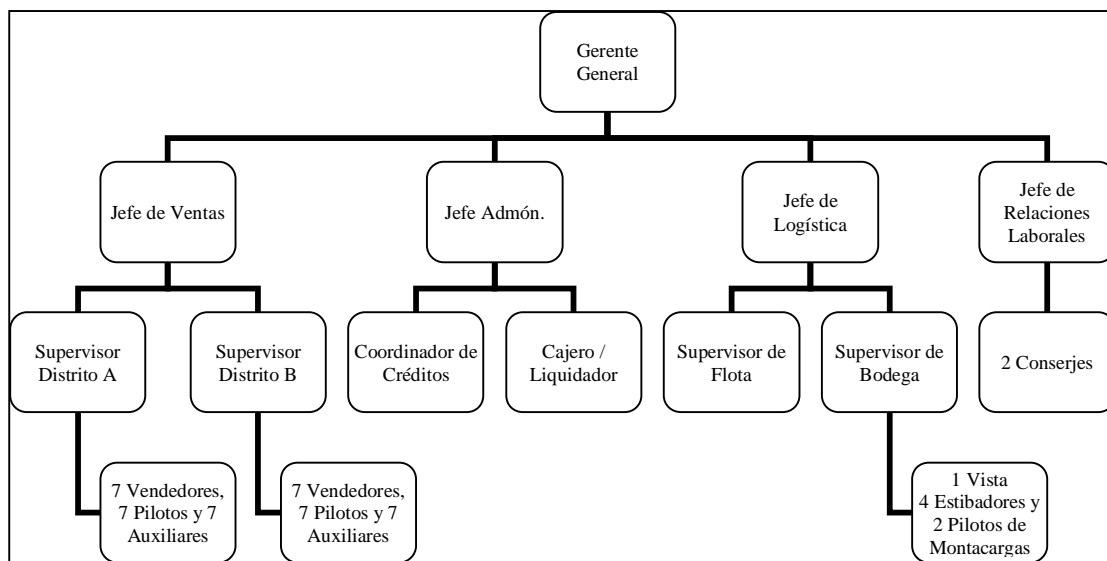 Gerente
General
Jefe de Ventas
Jefe Admón.
Jefe de
Logística
Jefe de
Relaciones
Laborales
Supervisor
Distrito A
Supervisor
Distrito B
Coordinador de
Créditos
Cajero /
Liquidador
Supervisor de
Flota
Supervisor de
Bodega
2 Conserjes
7 Vendedores,
7 Pilotos y 7
Auxiliares
7 Vendedores,
7 Pilotos y 7
Auxiliares
1 Vista
4 Estibadores y
2 Pilotos de
Montacargas